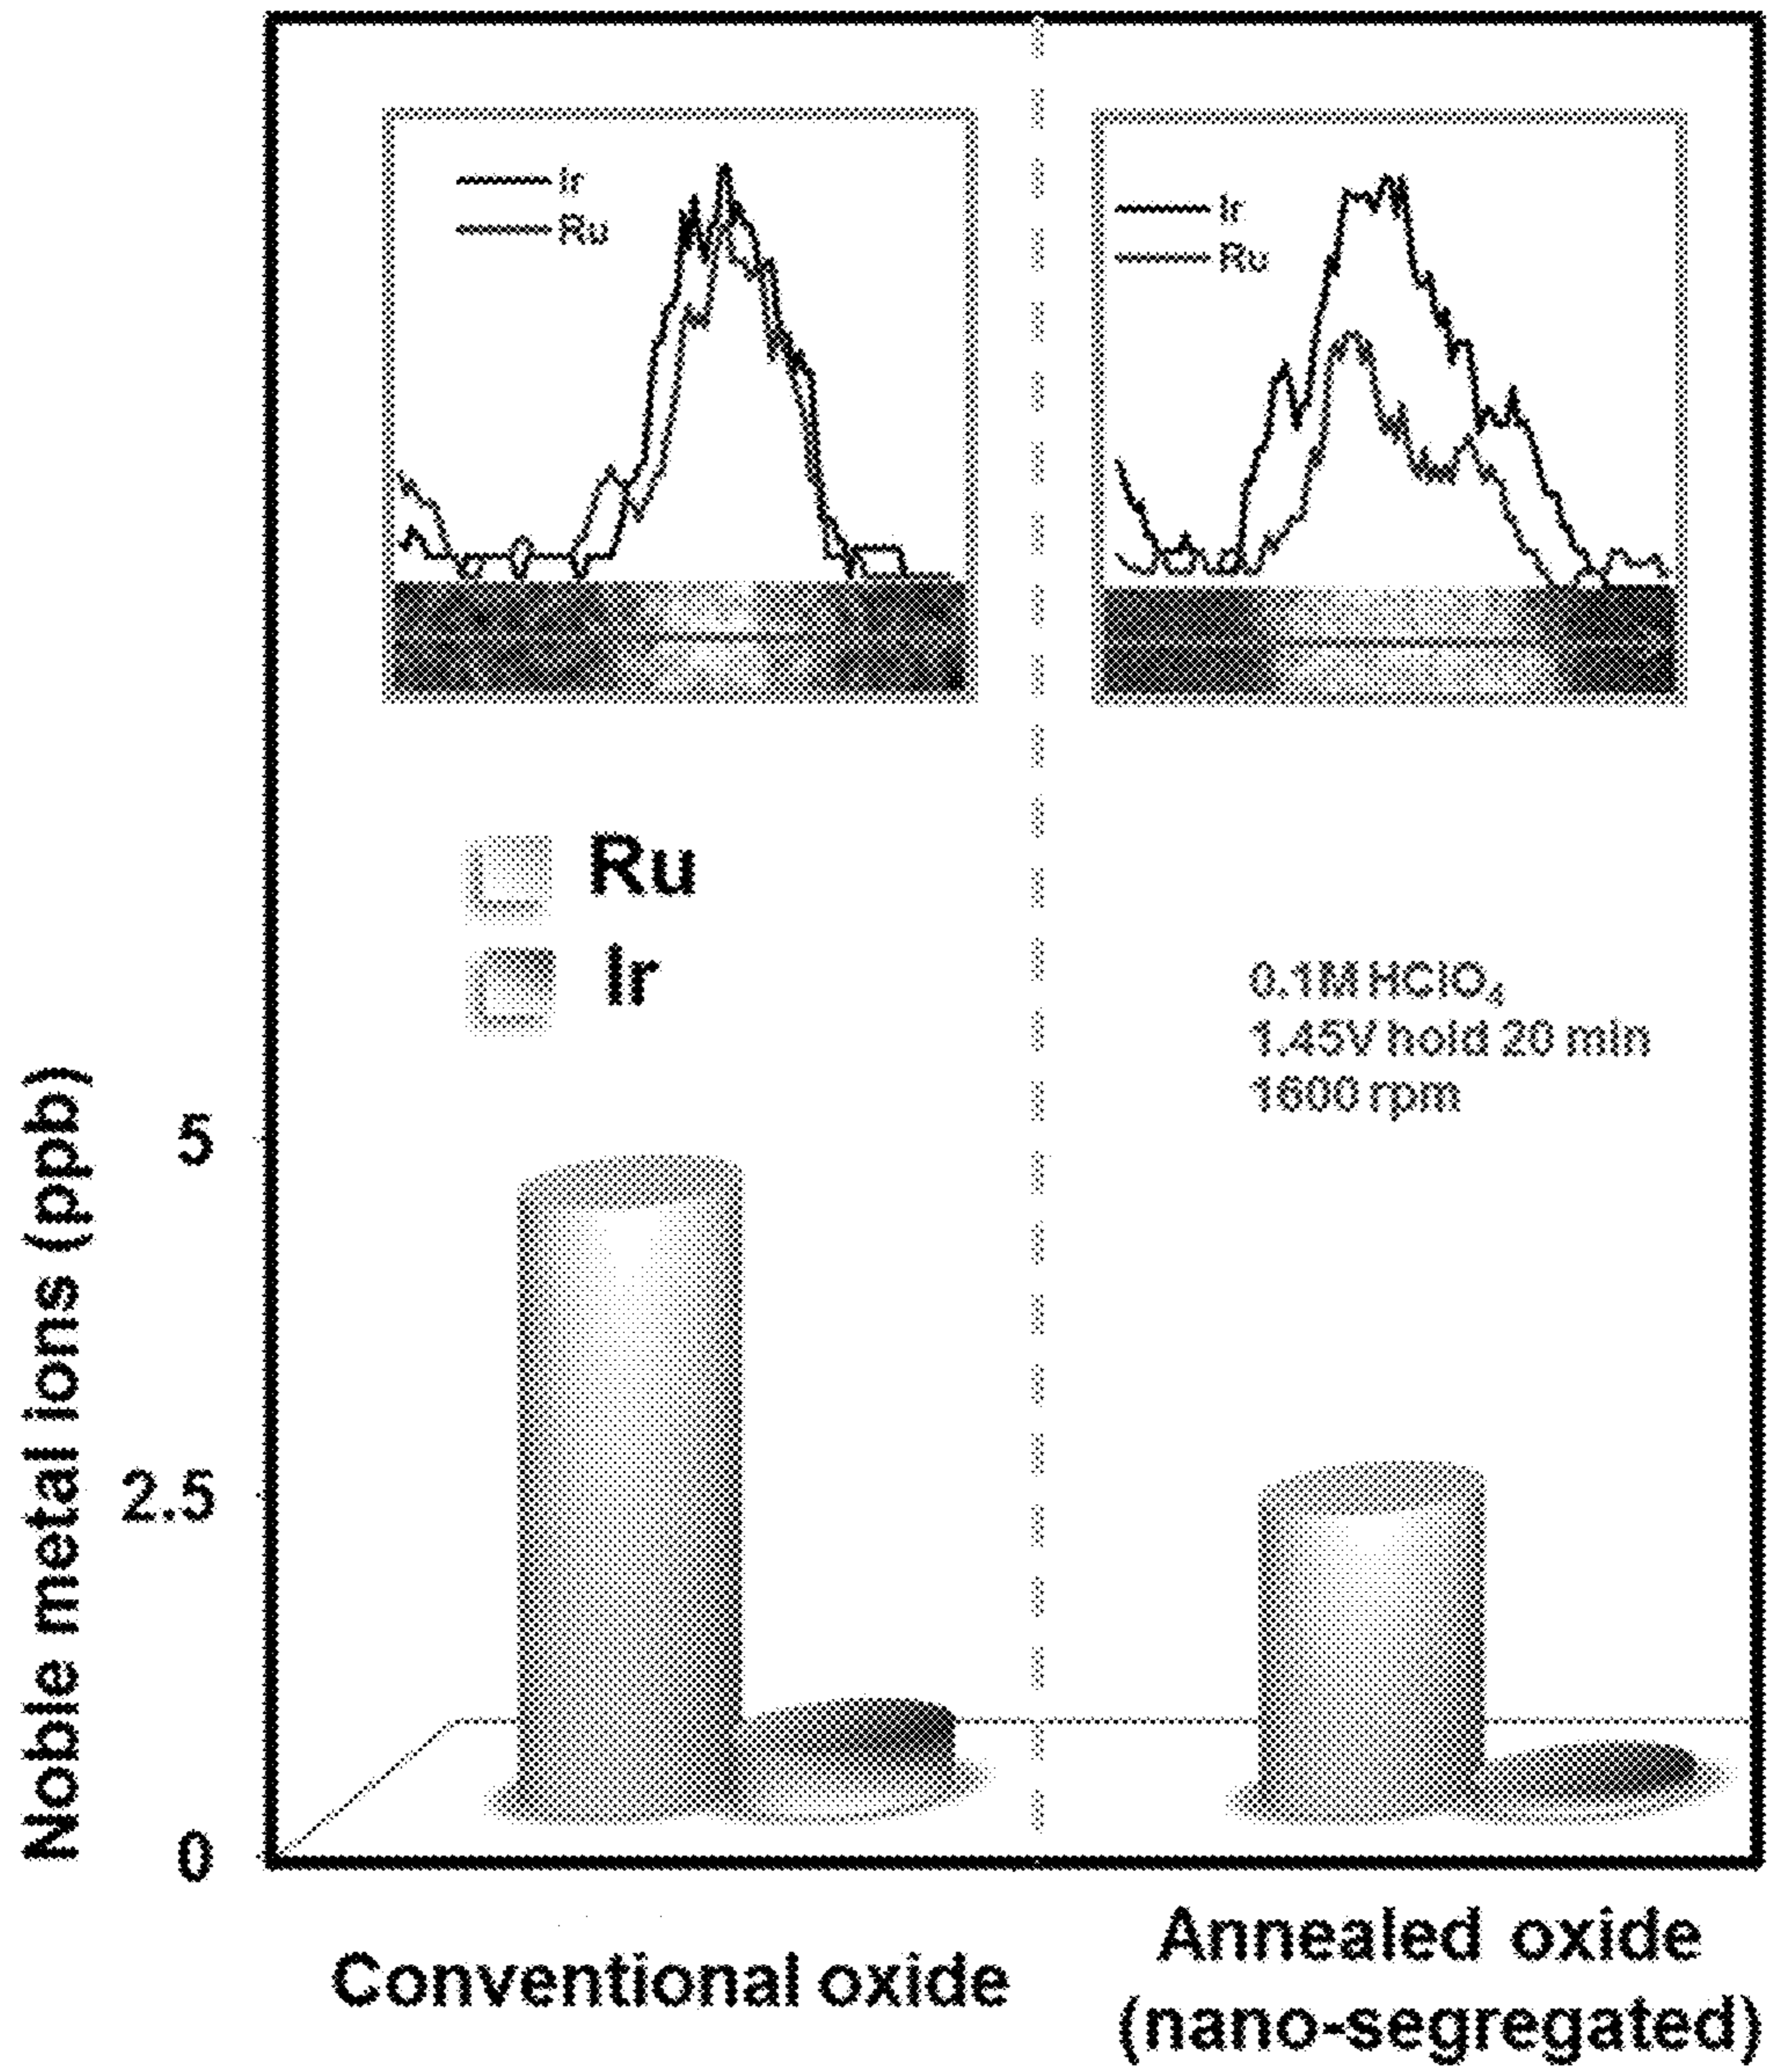 Ir
Ru
Ir
Ru
Ru
Ir
0.1M HClO₄
1.45V hold 20 min
1600 rpm
Noble metal ions (ppb)
5
2.5
0
Conventional oxide
Annealed oxide
(nano-segregated)